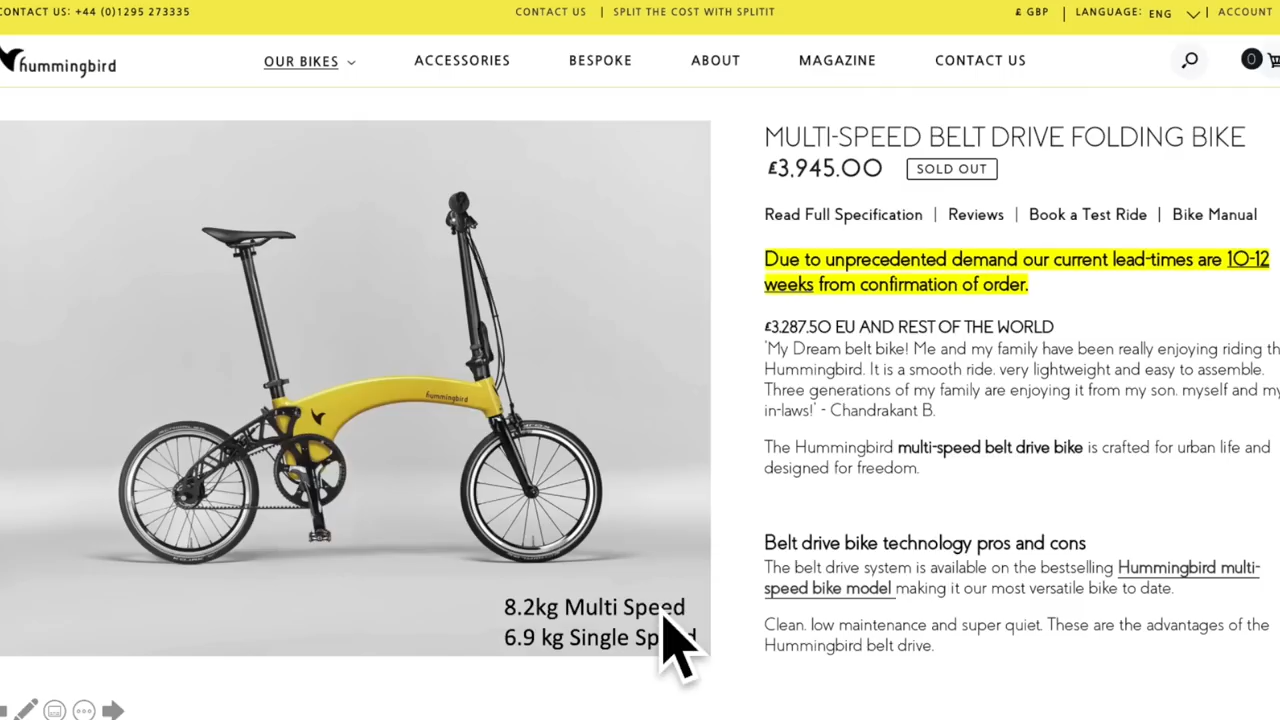 CONTACT US: +44 (0)1295 273335
CONTACT US | SPLIT THE COST WITH SPLITIT
£ GBP | LANGUAGE: ENG | ACCOUNT
hummingbird
OUR BIKES
ACCESSORIES
BESPOKE
ABOUT
MAGAZINE
CONTACT US
0
MULTI-SPEED BELT DRIVE FOLDING BIKE
£3,945.00 SOLD OUT
Read Full Specification | Reviews | Book a Test Ride | Bike Manual
Due to unprecedented demand our current lead-times are 10-12
weeks from confirmation of order.
£3,287.50 EU AND REST OF THE WORLD
'My Dream belt bike! Me and my family have been really enjoying riding th
Hummingbird. It is a smooth ride, very lightweight and easy to assemble.
Three generations of my family are enjoying it from my son, myself and my
in-laws!' - Chandrakant B.
The Hummingbird multi-speed belt drive bike is crafted for urban life and
designed for freedom.
Belt drive bike technology pros and cons
The belt drive system is available on the bestselling Hummingbird multi-
speed bike model making it our most versatile bike to date.
Clean, low maintenance and super quiet. These are the advantages of the
Hummingbird belt drive.
hummingbird
8.2kg Multi Speed
6.9 kg Single